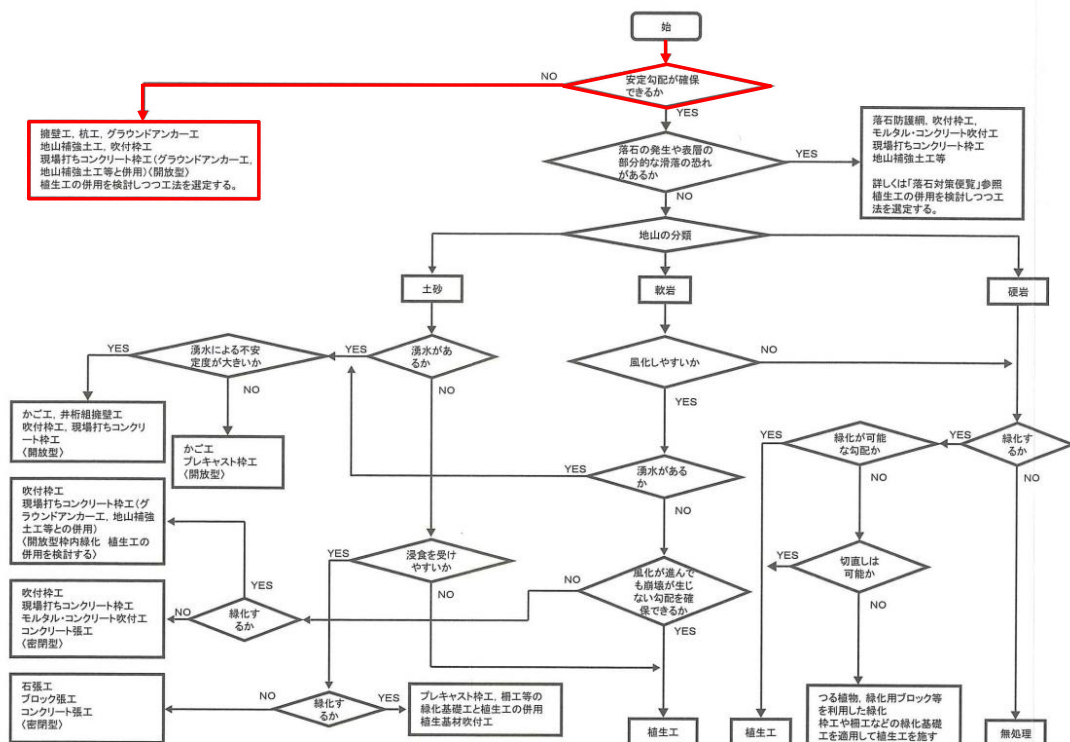 始
安定勾配が確保
できるか
NO
YES
擁壁工, 杭工, グラウンドアンカー工
地山補強土工, 吹付枠工
現場打ちコンクリート枠工(グラウンドアンカー工,
地山補強土工等と併用)〈開放型〉
植生工の併用を検討しつつ工法を選定する。
落石の発生や表層の
部分的な滑落の恐れ
があるか
YES
NO
落石防護網, 吹付枠工,
モルタル・コンクリート吹付工
現場打ちコンクリート枠工
地山補強土工等
詳しくは「落石対策便覧」参照
植生工の併用を検討しつつ工
法を選定する。
地山の分類
土砂
軟岩
硬岩
湧水による不安
定度が大きいか
YES
NO
湧水があ
るか
YES
NO
風化しやすいか
NO
YES
かご工, 井桁組擁壁工
吹付枠工, 現場打ちコンクリ
ート枠工
〈開放型〉
かご工
プレキャスト枠工
〈開放型〉
湧水がある
か
YES
NO
緑化が可能
な勾配か
YES
NO
緑化す
るか
YES
NO
吹付枠工
現場打ちコンクリート枠工(グ
ラウンドアンカー工, 地山補強
土工等との併用)
〈開放型枠内緑化 植生工の
併用を検討する〉
浸食を受け
やすいか
YES
NO
風化が進んで
も崩壊が生じ
ない勾配を確
保できるか
NO
YES
切直しは
可能か
YES
NO
吹付枠工
現場打ちコンクリート枠工
モルタル・コンクリート吹付工
コンクリート張工
〈密閉型〉
緑化す
るか
YES
NO
石張工
ブロック張工
コンクリート張工
〈密閉型〉
緑化す
るか
NO
YES
プレキャスト枠工, 柵工等の
緑化基礎工と植生工の併用
植生基材吹付工
植生工
植生工
つる植物, 緑化用ブロック等
を利用した緑化
枠工や柵工などの緑化基礎
工を適用して植生工を施す
無処理